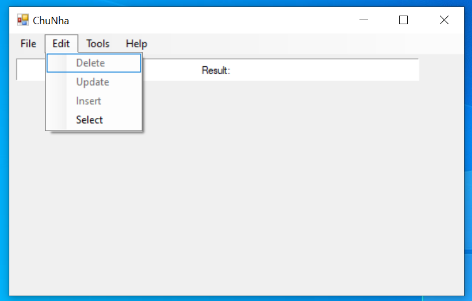 ChuNha
File Edit Tools Help
Result:
Delete
Update
Insert
Select